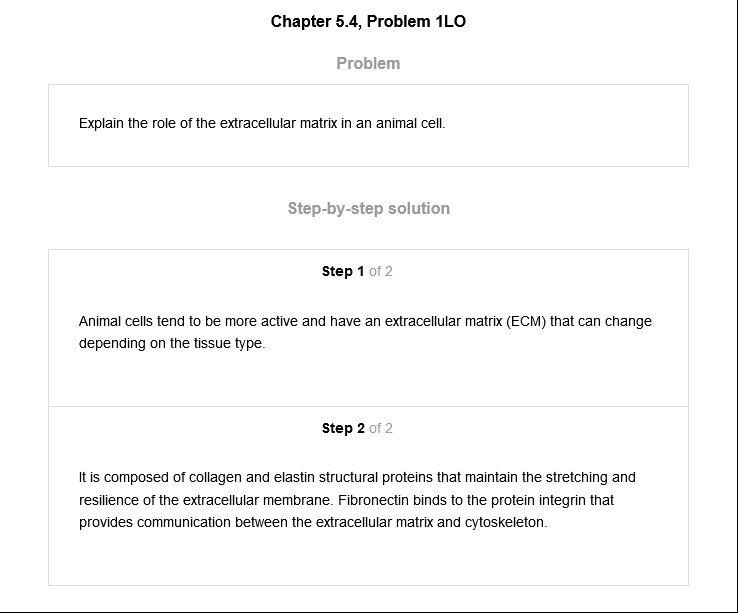 Chapter 5.4, Problem 1LO
Problem
Explain the role of the extracellular matrix in an animal cell.
Step-by-step solution
Step 1 of 2
Animal cells tend to be more active and have an extracellular matrix (ECM) that can change
depending on the tissue type.
Step 2 of 2
It is composed of collagen and elastin structural proteins that maintain the stretching and
resilience of the extracellular membrane. Fibronectin binds to the protein integrin that
provides communication between the extracellular matrix and cytoskeleton.